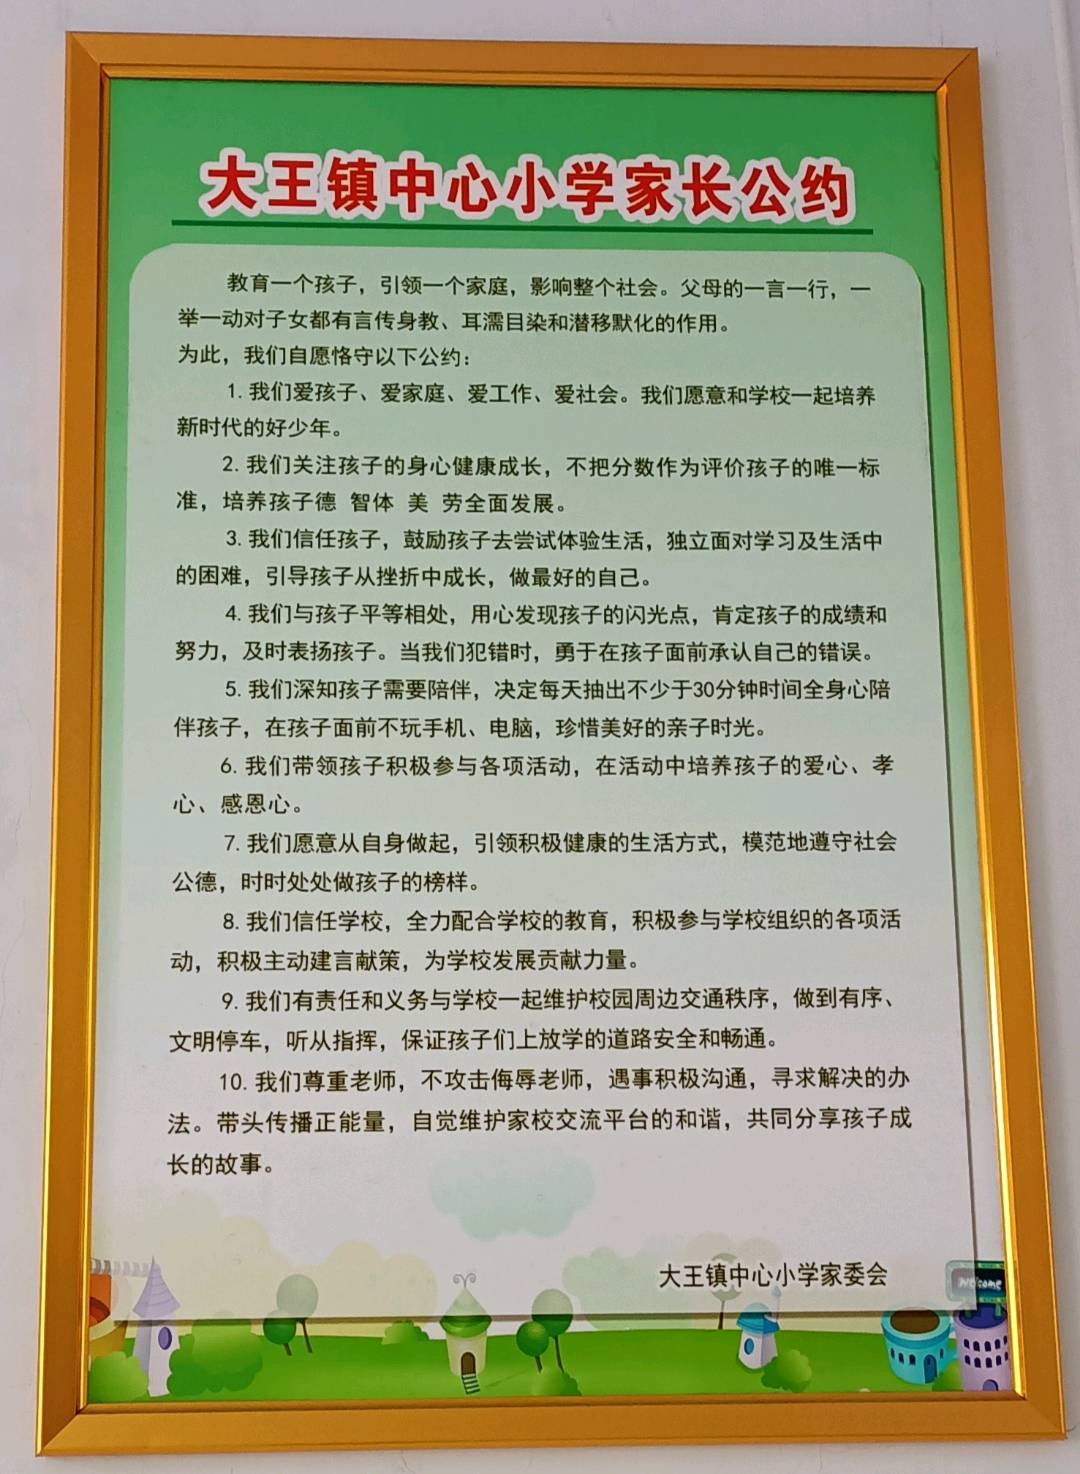 大王镇中心小学家长公约
教育一个孩子，引领一个家庭，影响整个社会。父母的一言一行，一
举一动对子女都有言传身教、耳濡目染和潜移默化的作用。
为此，我们自愿恪守以下公约：
1. 我们爱孩子、爱家庭、爱工作、爱社会。我们愿意和学校一起培养
新时代的好少年。
2. 我们关注孩子的身心健康成长，不把分数作为评价孩子的唯一标
准，培养孩子德 智体 美 劳全面发展。
3. 我们信任孩子，鼓励孩子去尝试体验生活，独立面对学习及生活中
的困难，引导孩子从挫折中成长，做最好的自己。
4. 我们与孩子平等相处，用心发现孩子的闪光点，肯定孩子的成绩和
努力，及时表扬孩子。当我们犯错时，勇于在孩子面前承认自己的错误。
5. 我们深知孩子需要陪伴，决定每天抽出不少于30分钟时间全身心陪
伴孩子，在孩子面前不玩手机、电脑，珍惜美好的亲子时光。
6. 我们带领孩子积极参与各项活动，在活动中培养孩子的爱心、孝
心、感恩心。
7. 我们愿意从自身做起，引领积极健康的生活方式，模范地遵守社会
公德，时时处处做孩子的榜样。
8. 我们信任学校，全力配合学校的教育，积极参与学校组织的各项活
动，积极主动建言献策，为学校发展贡献力量。
9. 我们有责任和义务与学校一起维护校园周边交通秩序，做到有序、
文明停车，听从指挥，保证孩子们上放学的道路安全和畅通。
10. 我们尊重老师，不攻击侮辱老师，遇事积极沟通，寻求解决的办
法。带头传播正能量，自觉维护家校交流平台的和谐，共同分享孩子成
长的故事。
大王镇中心小学家委会
Welcome